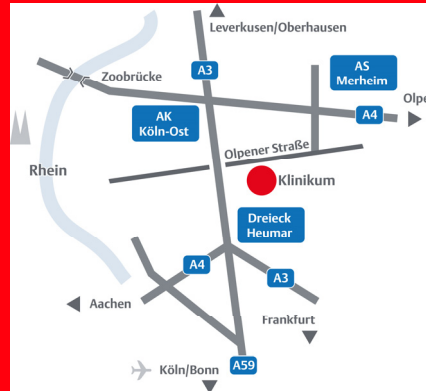 Leverkusen/Oberhausen
A3
Zoobrücke
AS
Merheim
AK
Köln-Ost
A4
Olpe
Olpener Straße
Rhein
Klinikum
Dreieck
Heumar
A4
A3
Aachen
Frankfurt
Köln/Bonn
A59